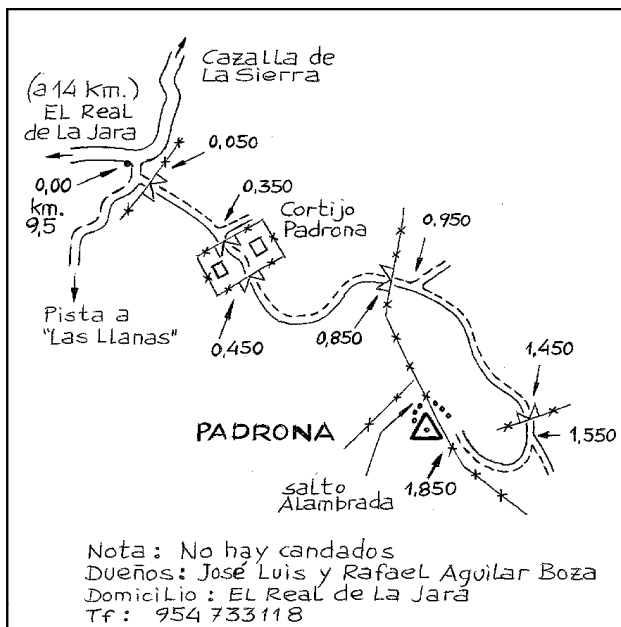 Cazalla de
La Sierra
(a 14 Km.)
EL Real
de La Jara
0,050
0,00
km.
9,5
0,350
Cortijo
Padrona
0,950
Pista a
"Las Llanas"
0,450
0,850
1,450
PADRONA
1,550
salto
Alambrada
1,850
Nota: No hay candados
Dueños: José Luis y Rafael Aguilar Boza
Domicilio: EL Real de La Jara
Tf: 954 733118